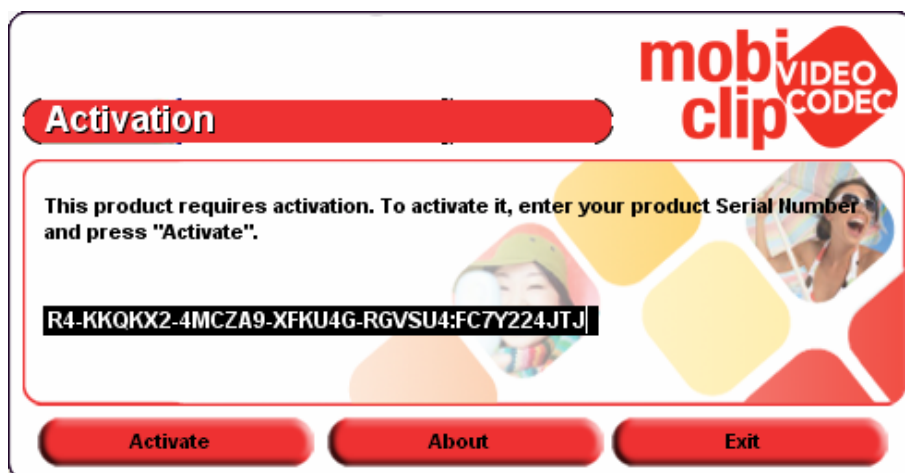 mobi
clip
VIDEO
CODEC
Activation
This product requires activation. To activate it, enter your product Serial Number
and press "Activate".
R4-KKQKX2-4MCZA9-XFKU4G-RGVSU4:FC7Y224JTJ
Activate
About
Exit